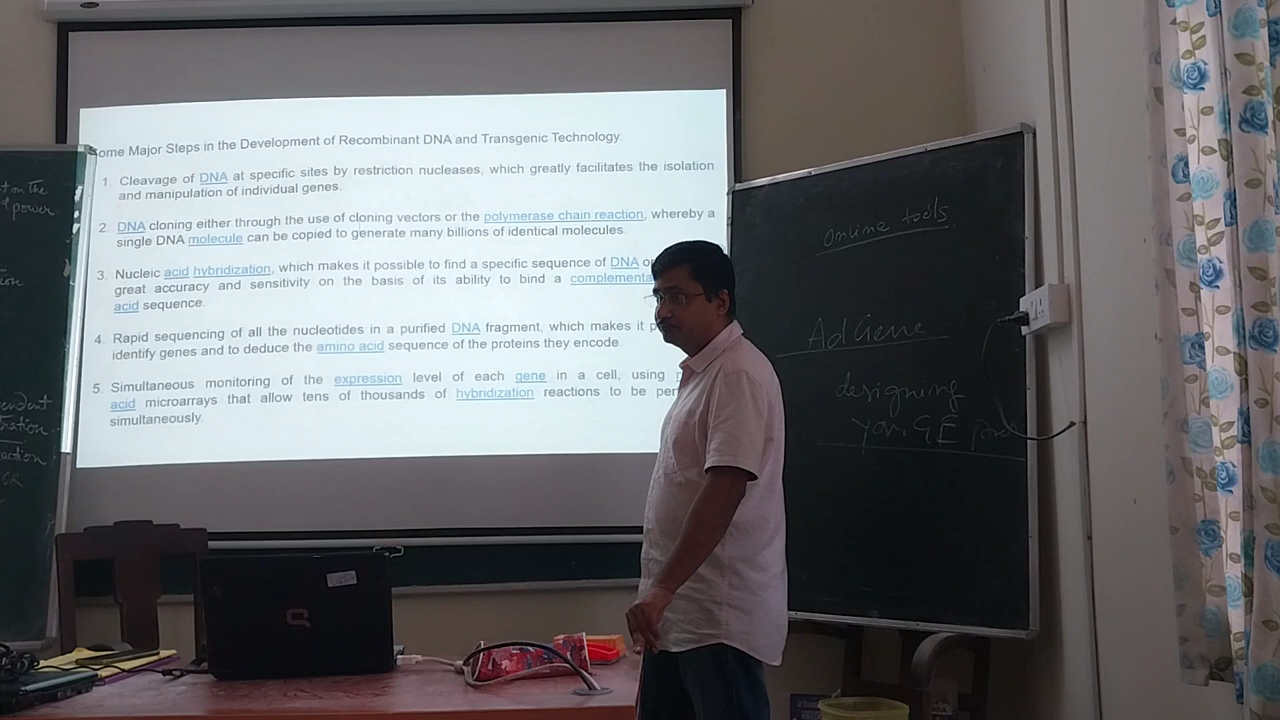 Some Major Steps in the Development of Recombinant DNA and Transgenic Technology.
1. Cleavage of DNA at specific sites by restriction nucleases, which greatly facilitates the isolation
and manipulation of individual genes.
2. DNA cloning either through the use of cloning vectors or the polymerase chain reaction, whereby a
single DNA molecule can be copied to generate many billions of identical molecules.
3. Nucleic acid hybridization, which makes it possible to find a specific sequence of DNA or
great accuracy and sensitivity on the basis of its ability to bind a complementa
acid sequence.
4. Rapid sequencing of all the nucleotides in a purified DNA fragment, which makes it p
identify genes and to deduce the amino acid sequence of the proteins they encode.
5. Simultaneous monitoring of the expression level of each gene in a cell, using
acid microarrays that allow tens of thousands of hybridization reactions to be per
simultaneously.
Online tools
AdGene
designing
your GE
on the
power